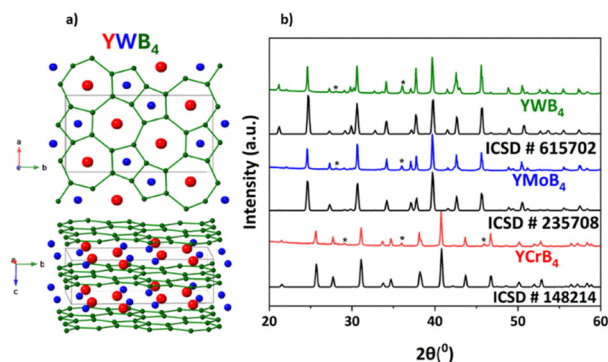 a)
b)
YWB4
a
b
a
b
c
Intensity (a.u.)
*
*
YWB4
ICSD # 615702
*
*
YMoB4
ICSD # 235708
*
*
*
YCrB4
ICSD # 148214
20
30
40
50
60
2θ(⁰)